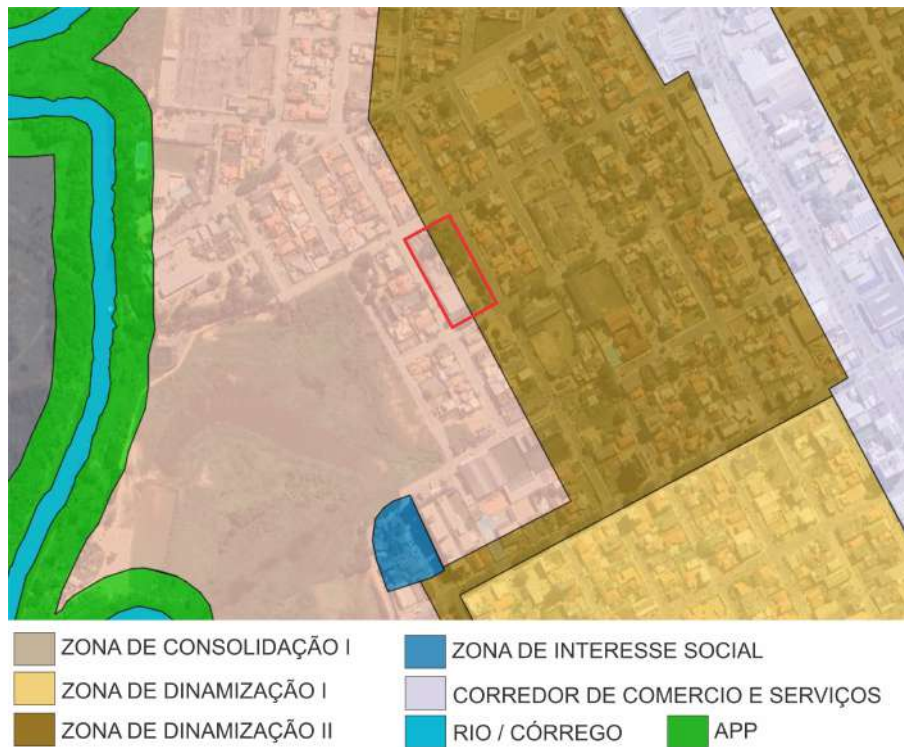 ZONA DE CONSOLIDAÇÃO I
ZONA DE DINAMIZAÇÃO I
ZONA DE DINAMIZAÇÃO II
ZONA DE INTERESSE SOCIAL
CORREDOR DE COMERCIO E SERVIÇOS
RIO / CÓRREGO
APP